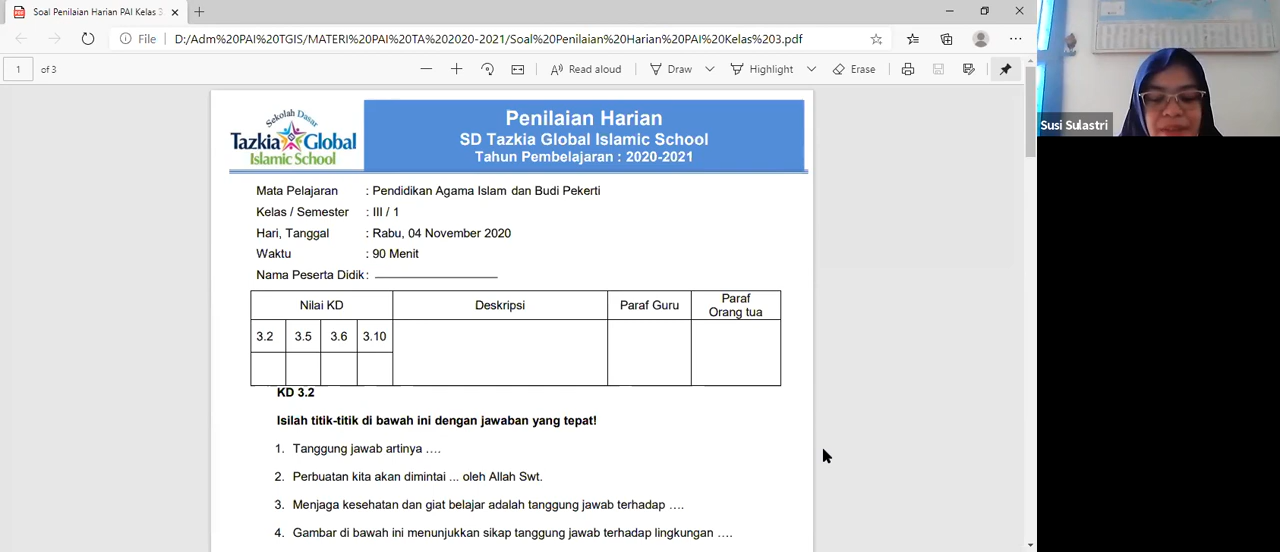 Soal Penilaian Harian PAI Kelas 3
File D:/Adm%20PAI%20TGIS/MATERI%20PAI%20TA%202020-2021/Soal%20Penilaian%20Harian%20PAI%20Kelas%203.pdf
1 of 3 Read aloud Draw Highlight Erase
Sekolah Dasar
Tazkia Global
Islamic School
Penilaian Harian
SD Tazkia Global Islamic School
Tahun Pembelajaran : 2020-2021
Mata Pelajaran : Pendidikan Agama Islam dan Budi Pekerti
Kelas / Semester : III / 1
Hari, Tanggal : Rabu, 04 November 2020
Waktu : 90 Menit
Nama Peserta Didik :
Nilai KD Deskripsi Paraf Guru Paraf Orang tua
3.2 3.5 3.6 3.10
KD 3.2
Isilah titik-titik di bawah ini dengan jawaban yang tepat!
1. Tanggung jawab artinya ….
2. Perbuatan kita akan dimintai ... oleh Allah Swt.
3. Menjaga kesehatan dan giat belajar adalah tanggung jawab terhadap ….
4. Gambar di bawah ini menunjukkan sikap tanggung jawab terhadap lingkungan ….
Susi Sulastri